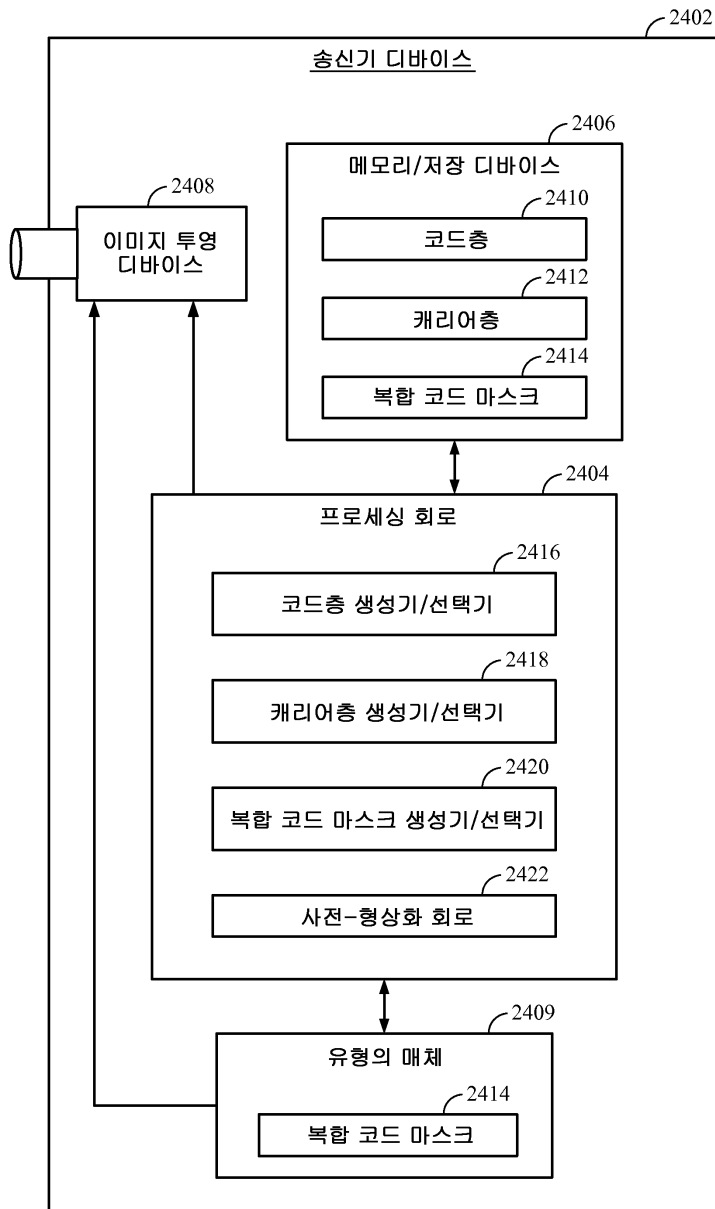 2402
송신기 디바이스
2406
메모리/저장 디바이스
2408
이미지 투영
디바이스
2410
코드층
2412
캐리어층
2414
복합 코드 마스크
2404
프로세싱 회로
2416
코드층 생성기/선택기
2418
캐리어층 생성기/선택기
2420
복합 코드 마스크 생성기/선택기
2422
사전-형상화 회로
2409
유형의 매체
2414
복합 코드 마스크